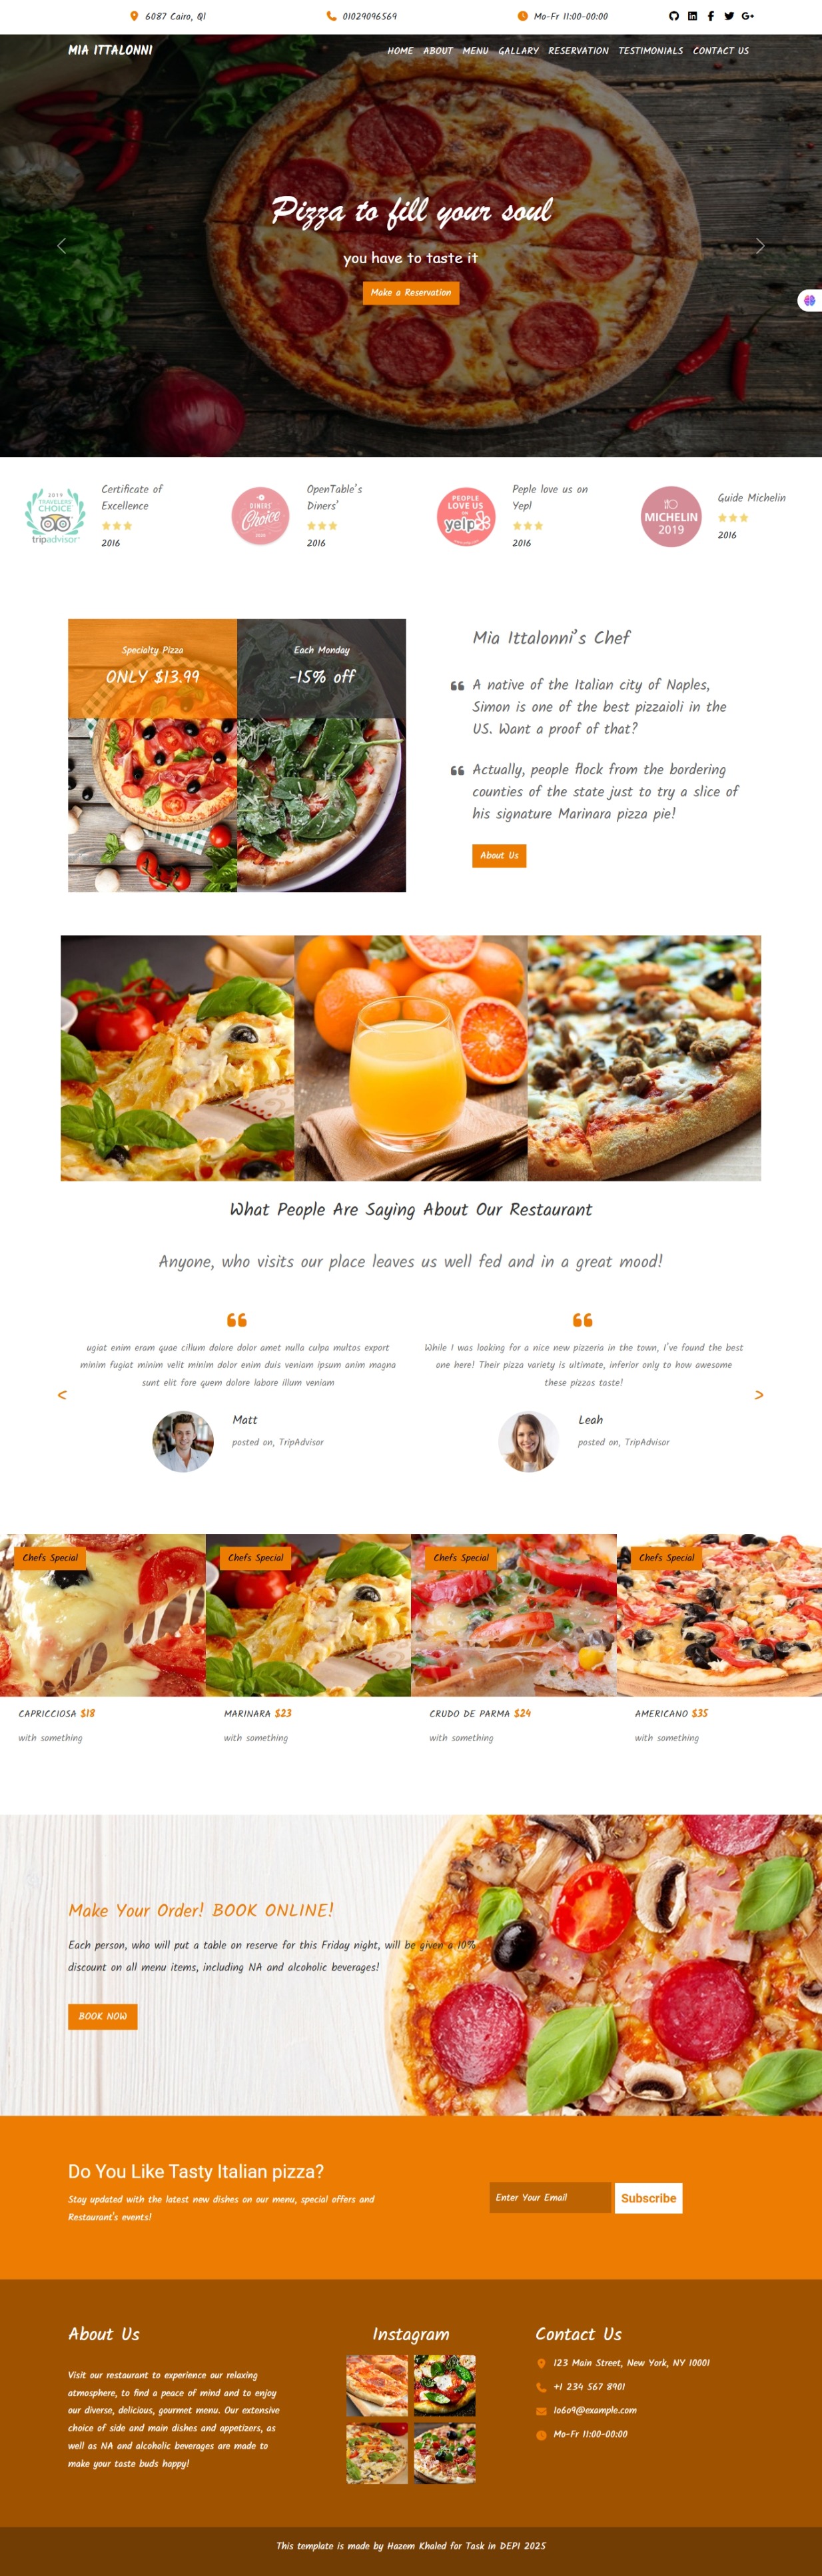 6087 Cairo, QI
01029096569
Mo-Fr 11:00-00:00
MIA ITTALONNI
HOME ABOUT MENU GALLARY RESERVATION TESTIMONIALS CONTACT US
Pizza to fill your soul
you have to taste it
Make a Reservation
2019
TRAVELERS'
CHOICE
tripadvisor
Certificate of
Excellence
2016
DINERS'
Choice
OpenTable's
Diners'
2016
PEOPLE
LOVE US
ON
yelp
Peple love us on
Yepl
2016
MICHELIN
2019
Guide Michelin
2016
Specialty Pizza
ONLY $13.99
Each Monday
-15% off
Mia Ittalonni's Chef
A native of the Italian city of Naples,
Simon is one of the best pizzaioli in the
US. Want a proof of that?
Actually, people flock from the bordering
counties of the state just to try a slice of
his signature Marinara pizza pie!
About Us
What People Are Saying About Our Restaurant
Anyone, who visits our place leaves us well fed and in a great mood!
ugiat enim eram quae cillum dolore dolor amet nulla culpa multos export
minim fugiat minim velit minim dolor enim duis veniam ipsum anim magna
sunt elit fore quem dolore labore illum veniam
Matt
posted on, TripAdvisor
While I was looking for a nice new pizzeria in the town, I've found the best
one here! Their pizza variety is ultimate, inferior only to how awesome
these pizzas taste!
Leah
posted on, TripAdvisor
< >
Chefs Special
CAPRICCIOSA $18
with something
Chefs Special
MARINARA $23
with something
Chefs Special
CRUDO DE PARMA $24
with something
Chefs Special
AMERICANO $35
with something
Make Your Order! BOOK ONLINE!
Each person, who will put a table on reserve for this Friday night, will be given a 10%
discount on all menu items, including NA and alcoholic beverages!
BOOK NOW
Do You Like Tasty Italian pizza?
Stay updated with the latest new dishes on our menu, special offers and
Restaurant's events!
Enter Your Email
Subscribe
About Us
Visit our restaurant to experience our relaxing
atmosphere, to find a peace of mind and to enjoy
our diverse, delicious, gourmet menu. Our extensive
choice of side and main dishes and appetizers, as
well as NA and alcoholic beverages are made to
make your taste buds happy!
Instagram
Contact Us
123 Main Street, New York, NY 10001
+1 234 567 8901
1o6o9@example.com
Mo-Fr 11:00-00:00
This template is made by Hazem Khaled for Task in DEPI 2025